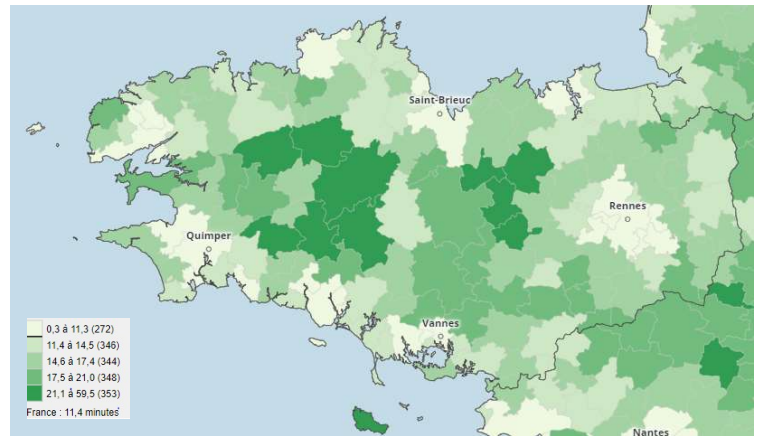 Saint-Brieuc
Rennes
Quimper
Vannes
Nantes
0,3 à 11,3 (272)
11,4 à 14,5 (346)
14,6 à 17,4 (344)
17,5 à 21,0 (348)
21,1 à 59,5 (353)
France : 11,4 minutes